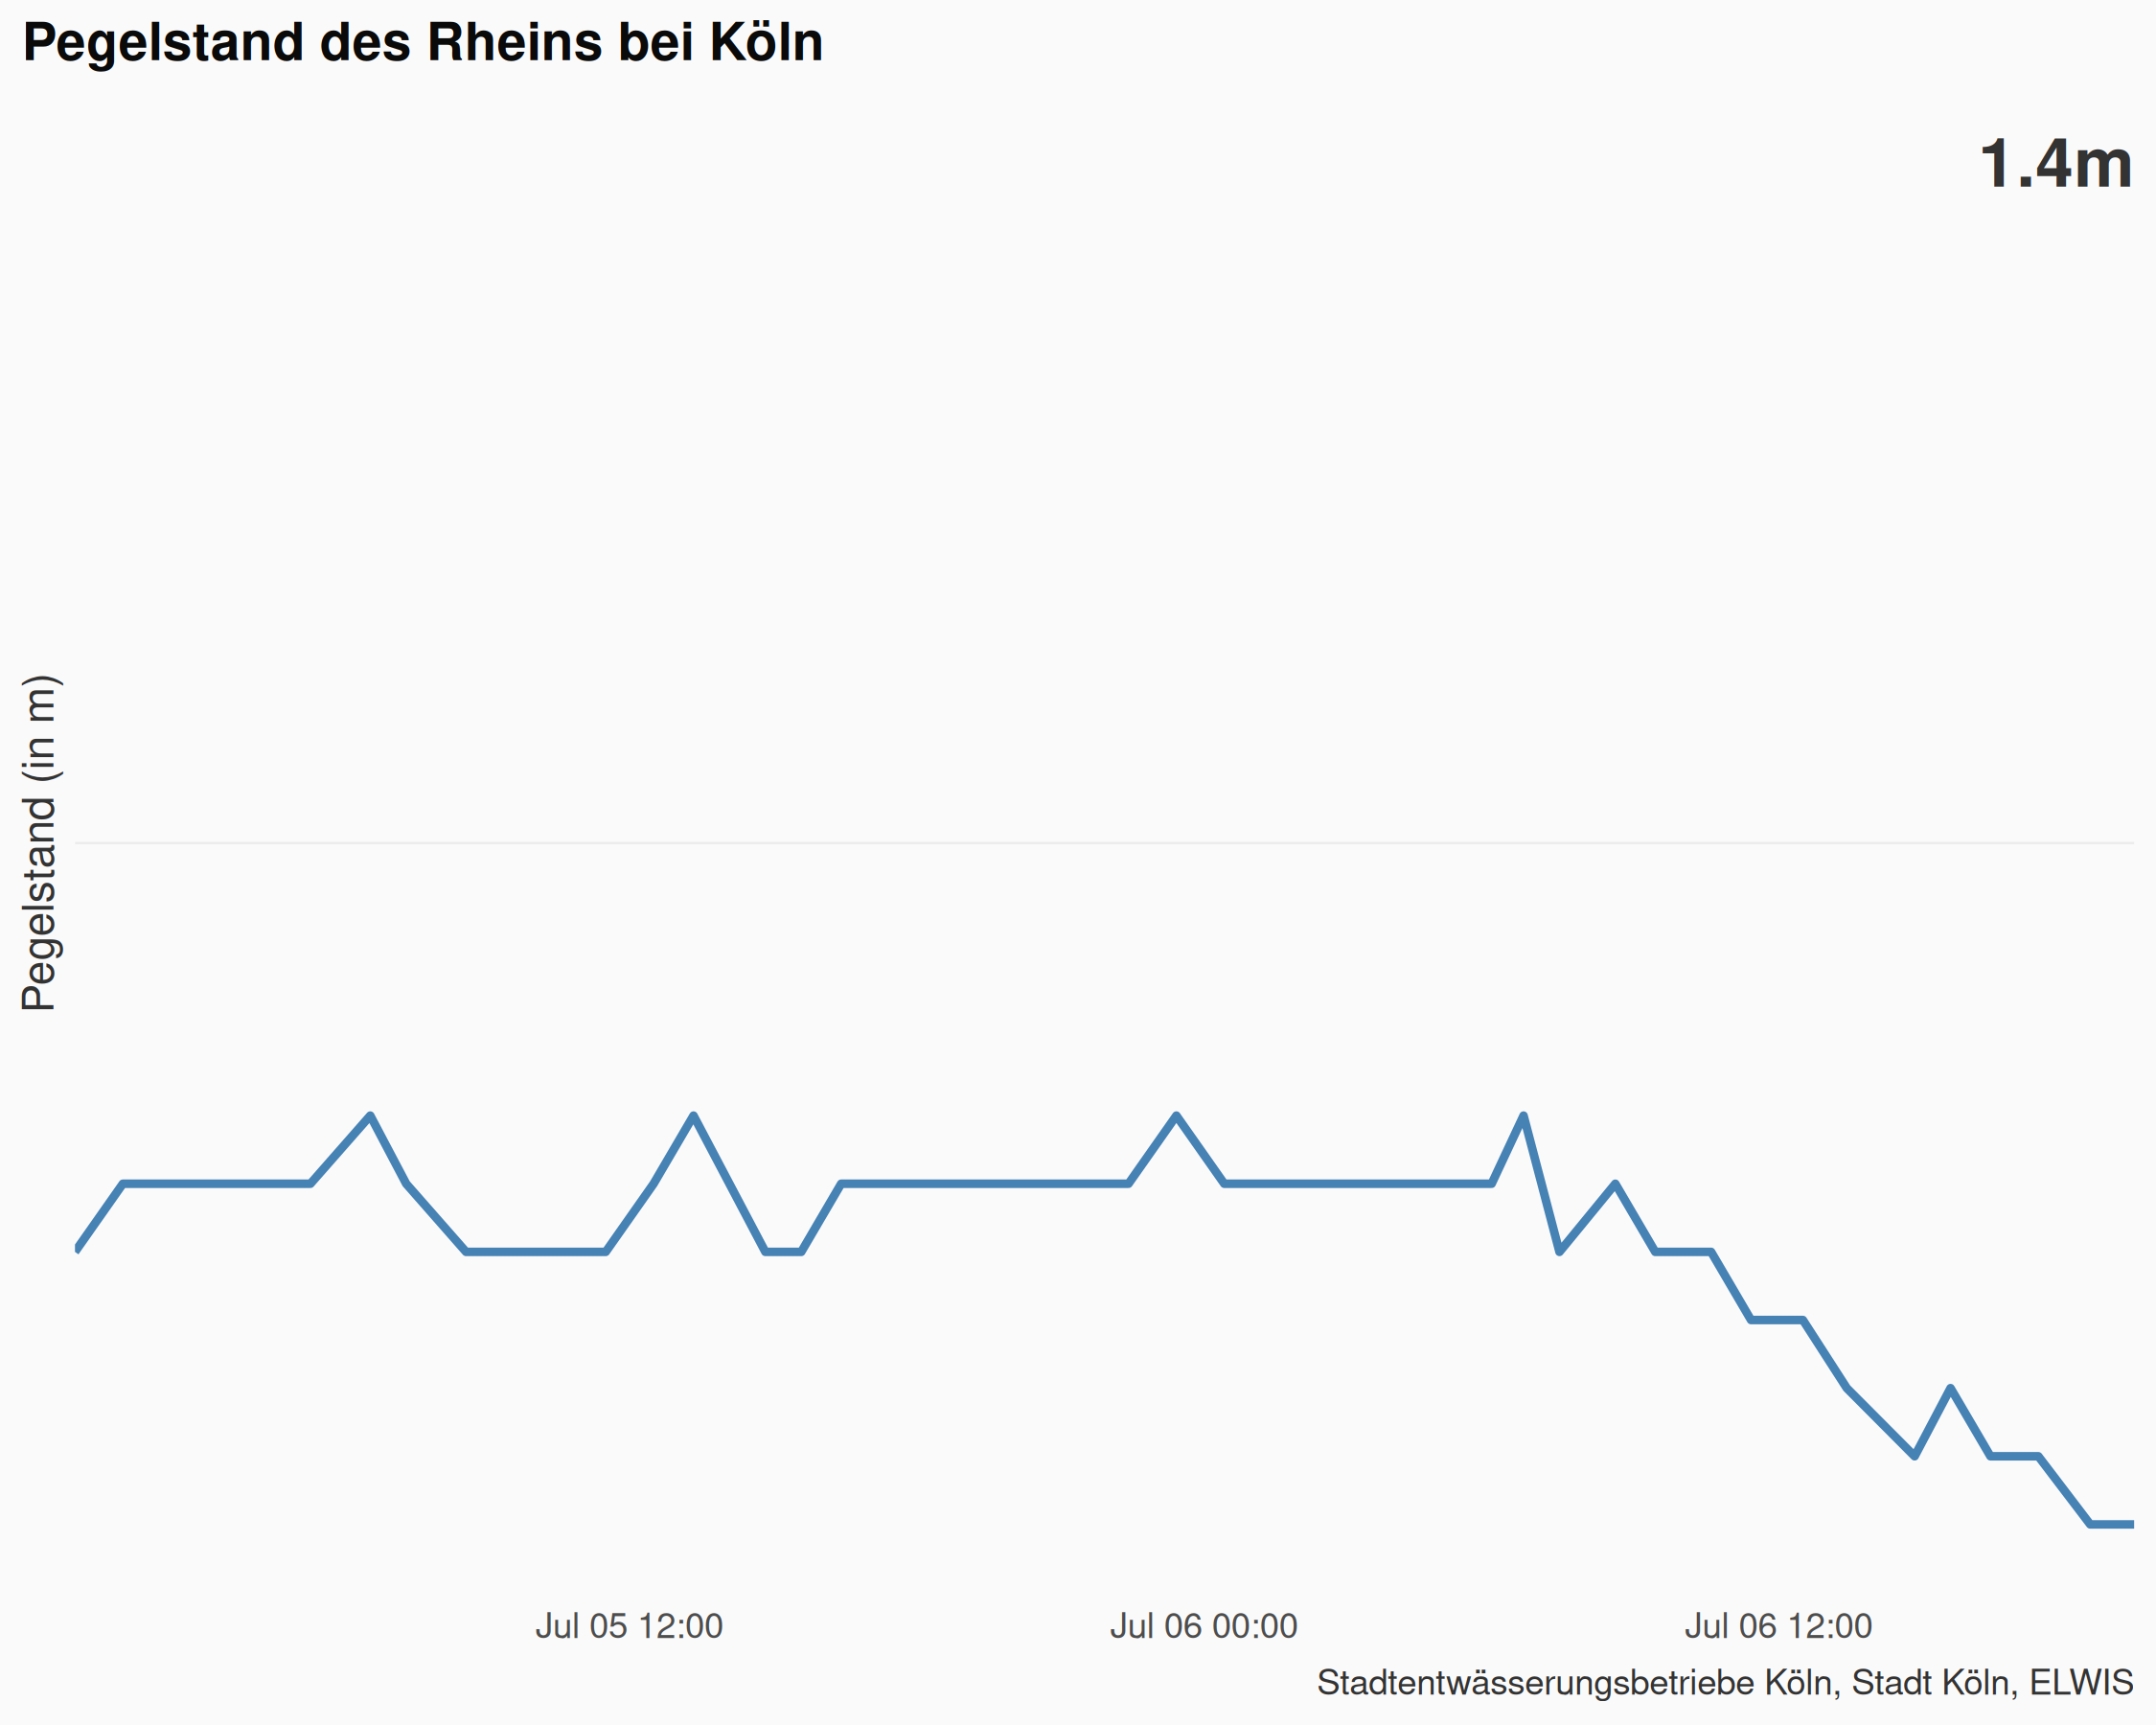 Pegelstand des Rheins bei Köln
1.4m
Pegelstand (in m)
Jul 05 12:00
Jul 06 00:00
Jul 06 12:00
Stadtentwässerungsbetriebe Köln, Stadt Köln, ELWIS